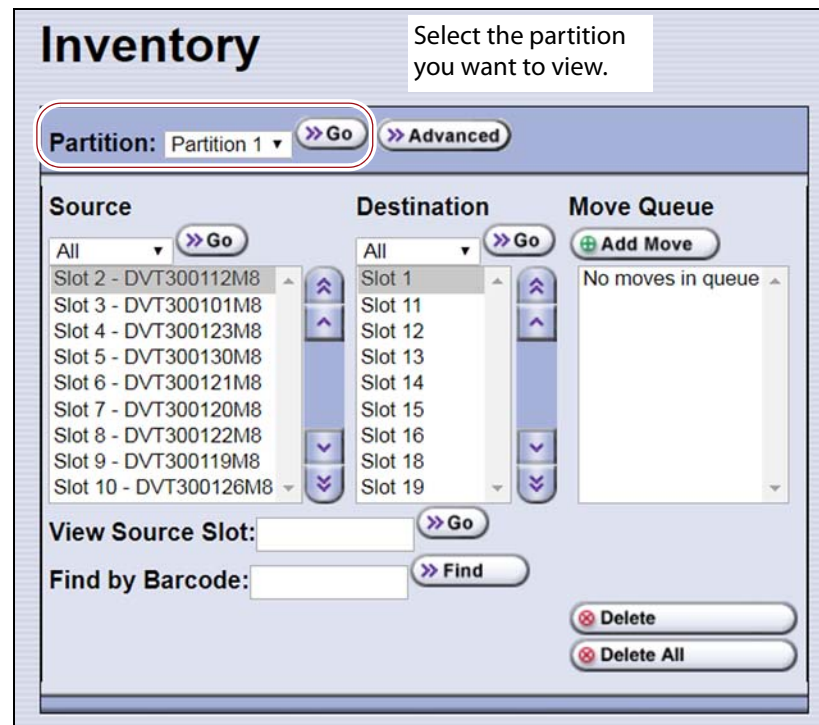 Inventory
Select the partition
you want to view.
Partition: Partition 1 Go Advanced
Source
All Go
Slot 2 - DVT300112M8
Slot 3 - DVT300101M8
Slot 4 - DVT300123M8
Slot 5 - DVT300130M8
Slot 6 - DVT300121M8
Slot 7 - DVT300120M8
Slot 8 - DVT300122M8
Slot 9 - DVT300119M8
Slot 10 - DVT300126M8
Destination
All Go
Slot 1
Slot 11
Slot 12
Slot 13
Slot 14
Slot 15
Slot 16
Slot 18
Slot 19
Move Queue
Add Move
No moves in queue
View Source Slot: Go
Find by Barcode: Find
Delete
Delete All